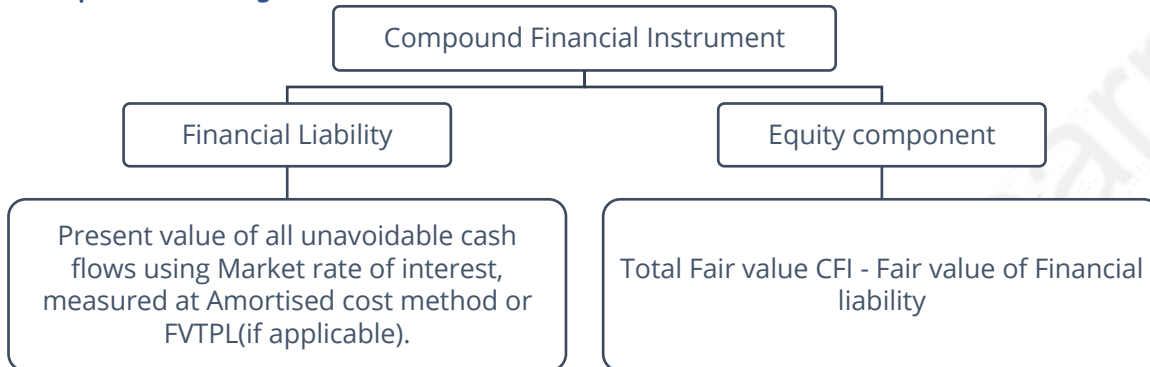 Compound Financial Instrument
Financial Liability
Equity component
Present value of all unavoidable cash
flows using Market rate of interest,
measured at Amortised cost method or
FVTPL(if applicable).
Total Fair value CFI - Fair value of Financial
liability